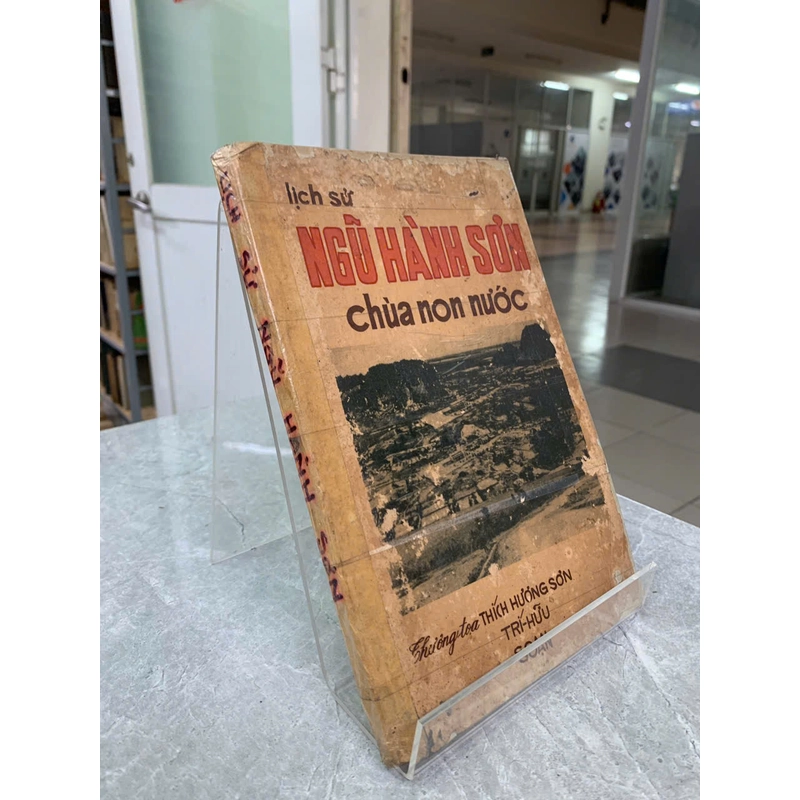 lịch sử
NGŨ HÀNH SƠN
chùa non nước
Thượng tọa THÍCH HƯƠNG SƠN
TRÍ-HỮU
SOẠN
LỊCH SỬ NGŨ HÀNH SƠN